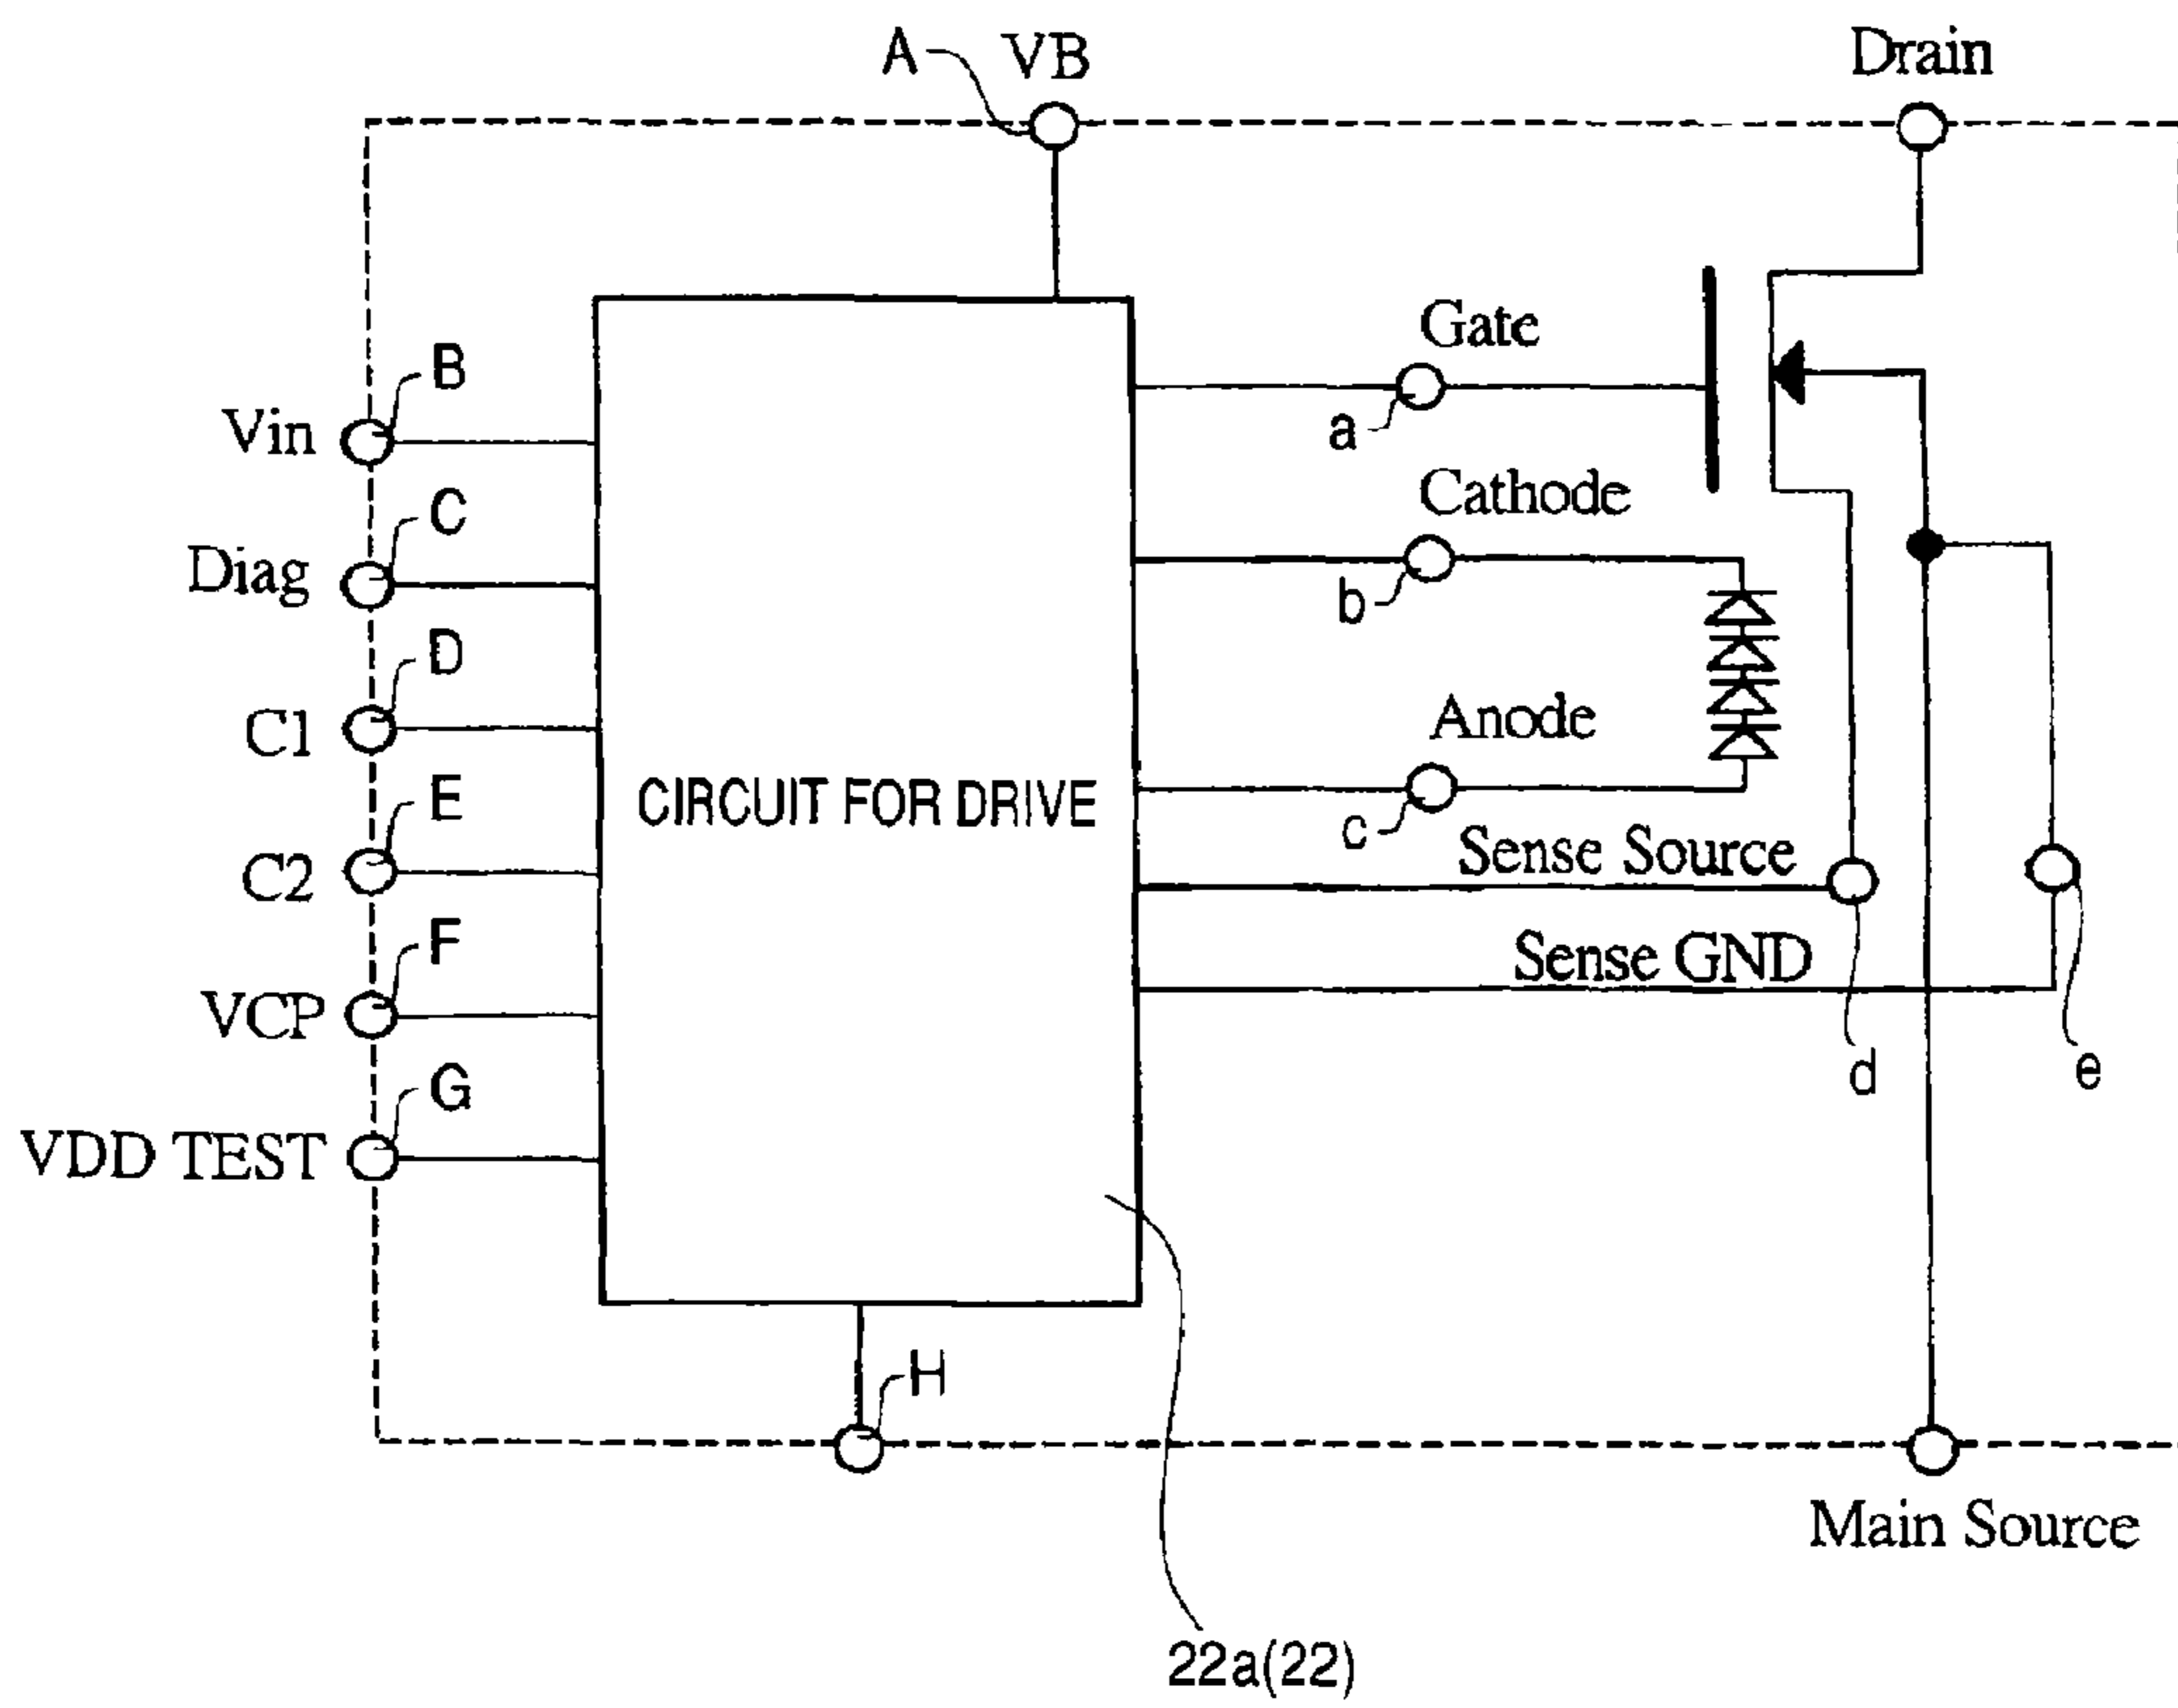 A
VB
Drain
Gate
a
B
Vin
Cathode
b
C
Diag
D
C1
Anode
c
CIRCUIT FOR DRIVE
E
C2
Sense Source
F
VCP
Sense GND
d
e
G
VDD TEST
H
Main Source
22a(22)